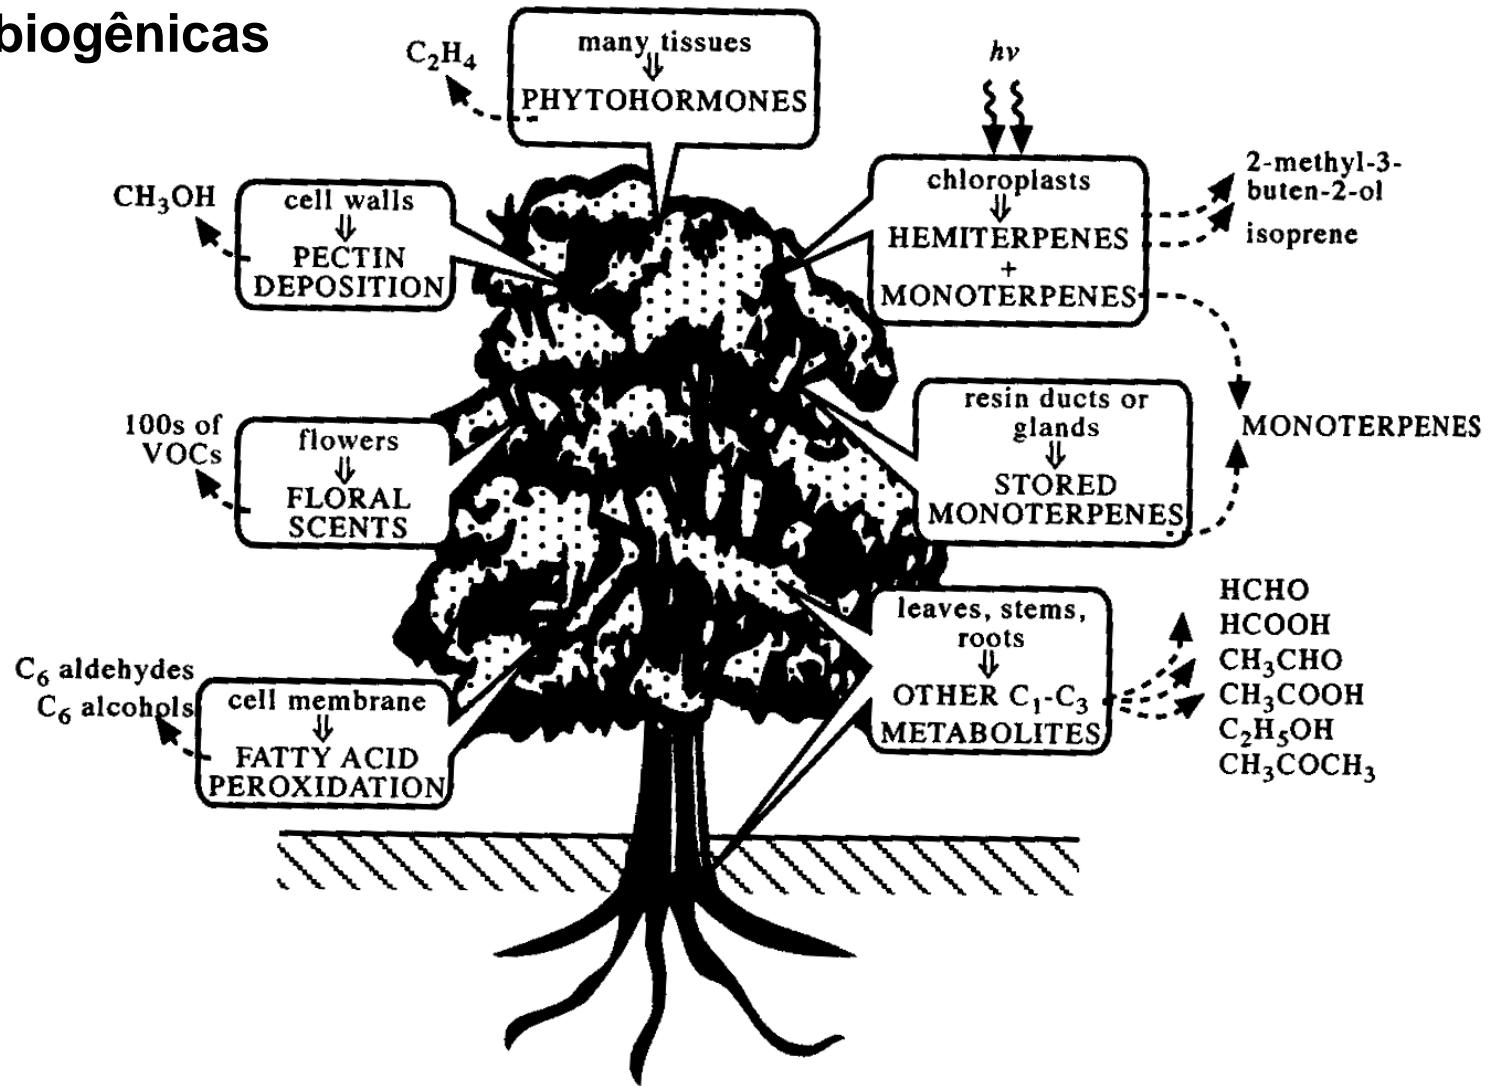 biogênicas
C₂H₄
many tissues
⇓
PHYTOHORMONES
hν
CH₃OH
cell walls
⇓
PECTIN
DEPOSITION
chloroplasts
⇓
HEMITERPENES
+
MONOTERPENES
2-methyl-3-
buten-2-ol
isoprene
100s of
VOCs
flowers
⇓
FLORAL
SCENTS
resin ducts or
glands
⇓
STORED
MONOTERPENES
MONOTERPENES
C₆ aldehydes
C₆ alcohols
cell membrane
⇓
FATTY ACID
PEROXIDATION
leaves, stems,
roots
⇓
OTHER C₁-C₃
METABOLITES
HCHO
HCOOH
CH₃CHO
CH₃COOH
C₂H₅OH
CH₃COCH₃